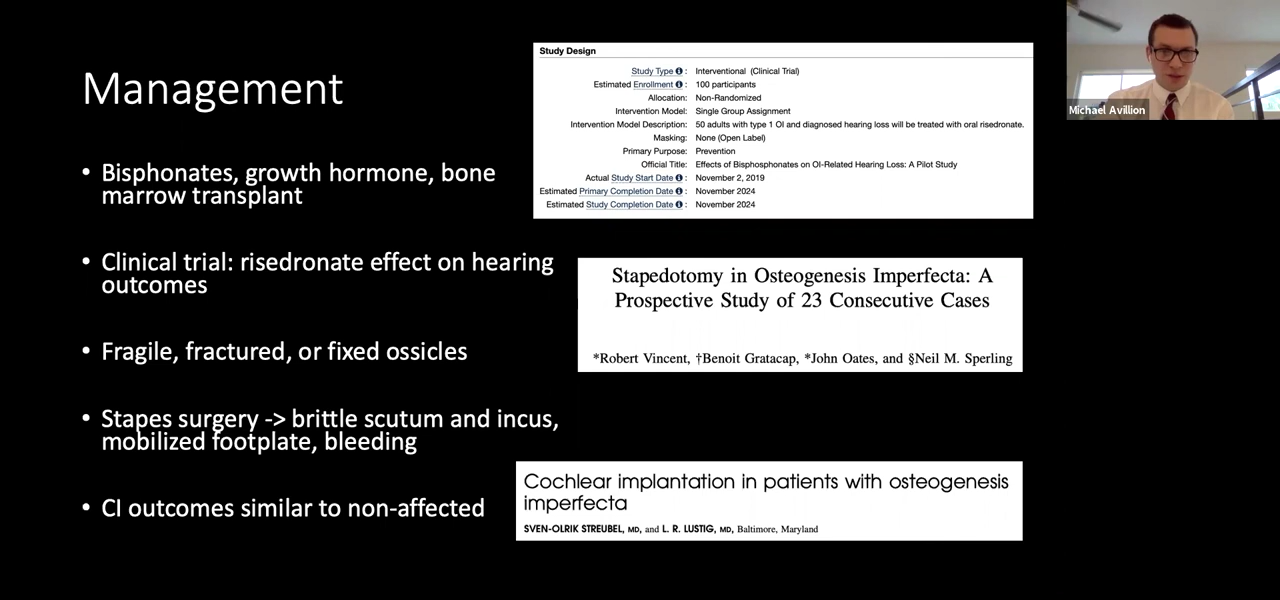 Management
• Bisphonates, growth hormone, bone
marrow transplant
• Clinical trial: risedronate effect on hearing
outcomes
• Fragile, fractured, or fixed ossicles
• Stapes surgery -> brittle scutum and incus,
mobilized footplate, bleeding
• CI outcomes similar to non-affected
Study Design
Study Type : Interventional (Clinical Trial)
Estimated Enrollment : 100 participants
Allocation: Non-Randomized
Intervention Model: Single Group Assignment
Intervention Model Description: 50 adults with type 1 OI and diagnosed hearing loss will be treated with oral risedronate.
Masking: None (Open Label)
Primary Purpose: Prevention
Official Title: Effects of Bisphosphonates on OI-Related Hearing Loss: A Pilot Study
Actual Study Start Date : November 2, 2019
Estimated Primary Completion Date : November 2024
Estimated Study Completion Date : November 2024
Stapedotomy in Osteogenesis Imperfecta: A
Prospective Study of 23 Consecutive Cases
*Robert Vincent, †Benoit Gratacap, *John Oates, and §Neil M. Sperling
Cochlear implantation in patients with osteogenesis
imperfecta
SVEN-OLRIK STREUBEL, MD, and L. R. LUSTIG, MD, Baltimore, Maryland
Michael Avillion